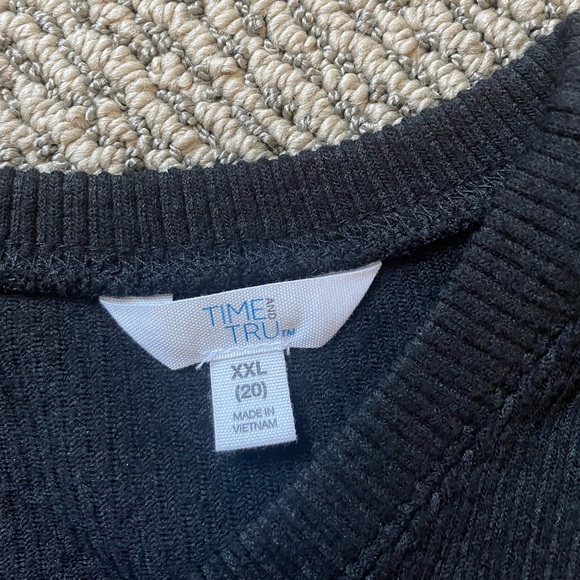 TIME AND
TRU™
XXL
(20)
MADE IN
VIETNAM